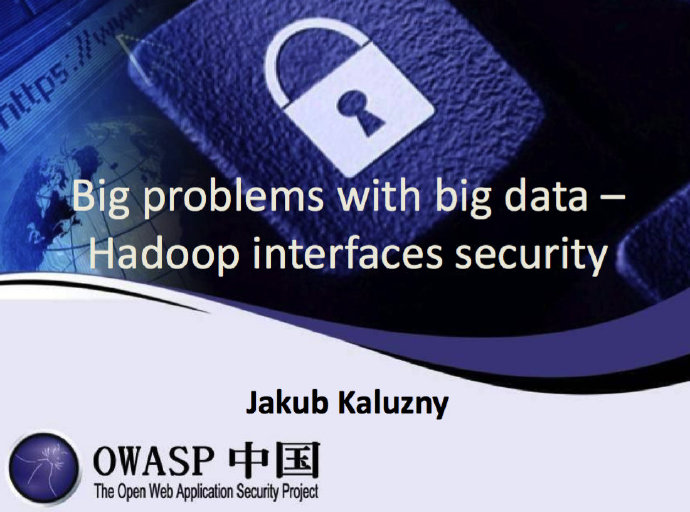 https://www
Big problems with big data –
Hadoop interfaces security
Jakub Kaluzny
OWASP 中国
The Open Web Application Security Project